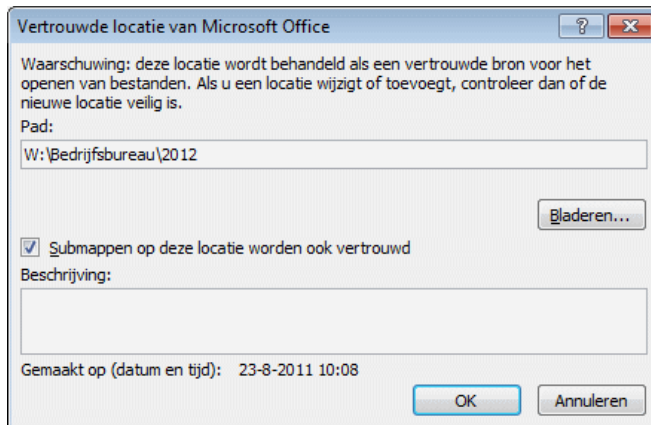 Vertrouwde locatie van Microsoft Office
Waarschuwing: deze locatie wordt behandeld als een vertrouwde bron voor het
openen van bestanden. Als u een locatie wijzigt of toevoegt, controleer dan of de
nieuwe locatie veilig is.
Pad:
W:\Bedrijfsbureau\2012
Bladeren...
Submappen op deze locatie worden ook vertrouwd
Beschrijving:
Gemaakt op (datum en tijd): 23-8-2011 10:08
OK Annuleren